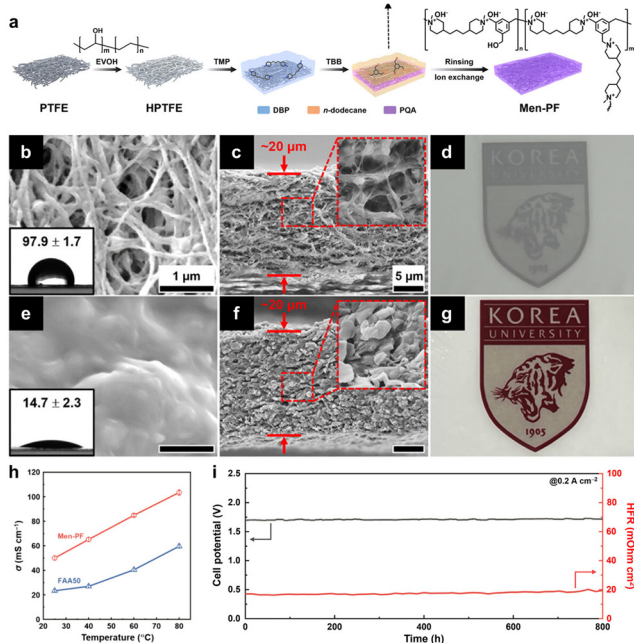 a
OH
n m
EVOH
TMP
TBB
Rinsing
Ion exchange
PTFE
HPTFE
Men-PF
DBP
n-dodecane
PQA
OH⁻ OH⁻ OH⁻ OH⁻
HO
n m
b
97.9 ± 1.7
1 μm
c
~20 μm
5 μm
d
KOREA
1905
e
14.7 ± 2.3
f
~20 μm
g
KOREA
UNIVERSITY
1905
h
σ (mS cm⁻¹)
120
100
80
60
40
20
0
Men-PF
FAA50
20 30 40 50 60 70 80
Temperature (°C)
i
@0.2 A cm⁻²
Cell potential (V)
2.5
2.0
1.5
1.0
0.5
0.0
HFR (mOhm cm²)
100
80
60
40
20
0
0 200 400 600 800
Time (h)